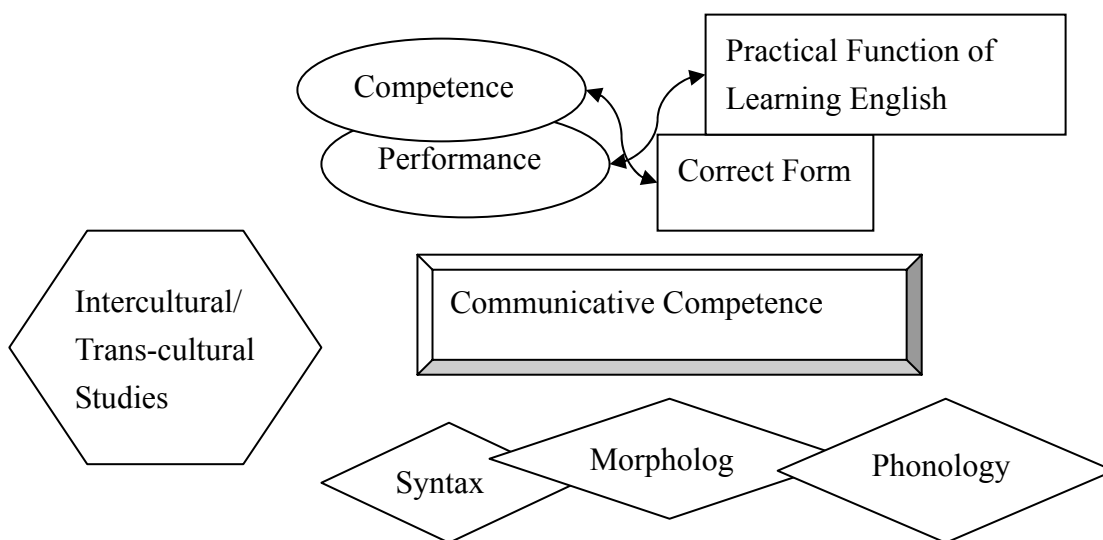 Competence
Performance
Practical Function of
Learning English
Correct Form
Intercultural/
Trans-cultural
Studies
Communicative Competence
Syntax
Morpholog
Phonology